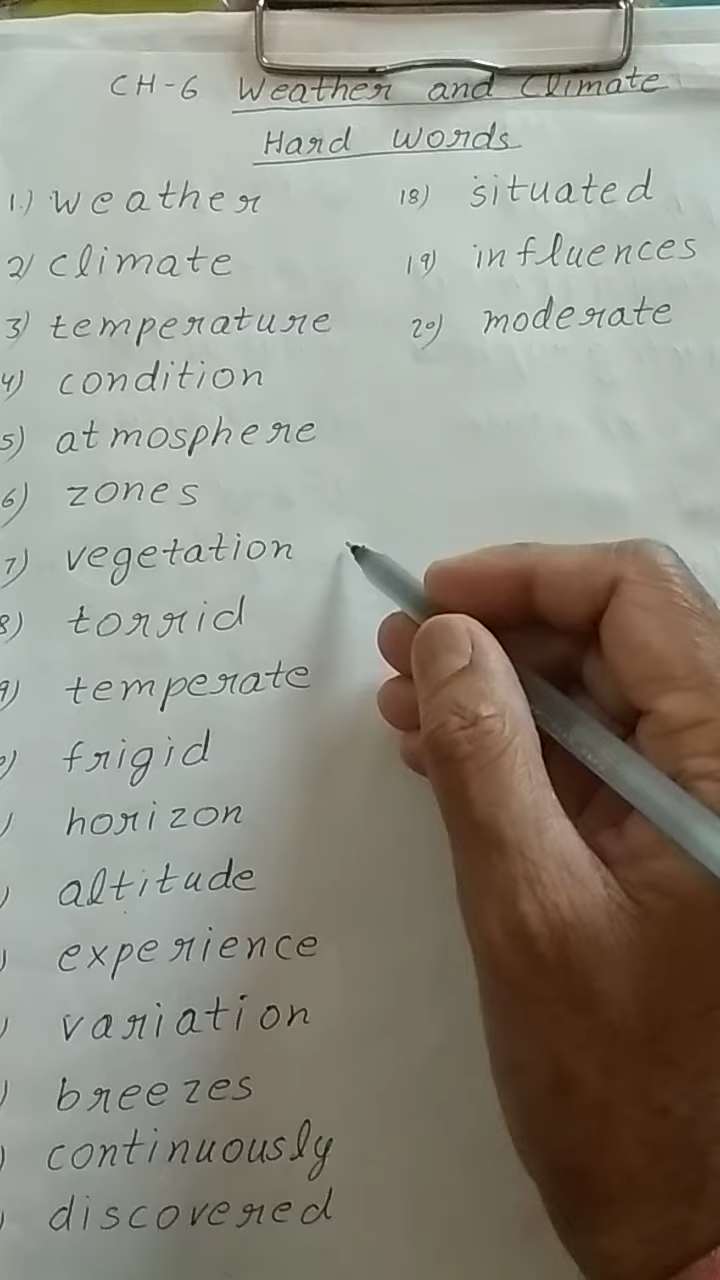 CH-6 Weather and Climate
Hard Words
1.) weather
2) climate
3) temperature
4) condition
5) atmosphere
6) zones
7) vegetation
8) torrid
9) temperate
) frigid
) horizon
) altitude
) experience
) variation
) breezes
) continuously
) discovered
18) situated
19) influences
20) moderate